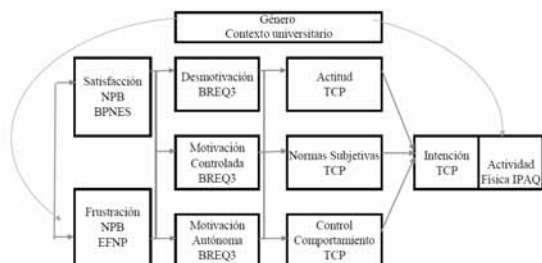 Género
Contexto universitario
Satisfacción
NPB
BPNES
Desmotivación
BREQ3
Actitud
TCP
Motivación
Controlada
BREQ3
Normas Subjetivas
TCP
Intención
TCP
Actividad
Física IPAQ
Frustración
NPB
EFNP
Motivación
Autónoma
BREQ3
Control
Comportamiento
TCP